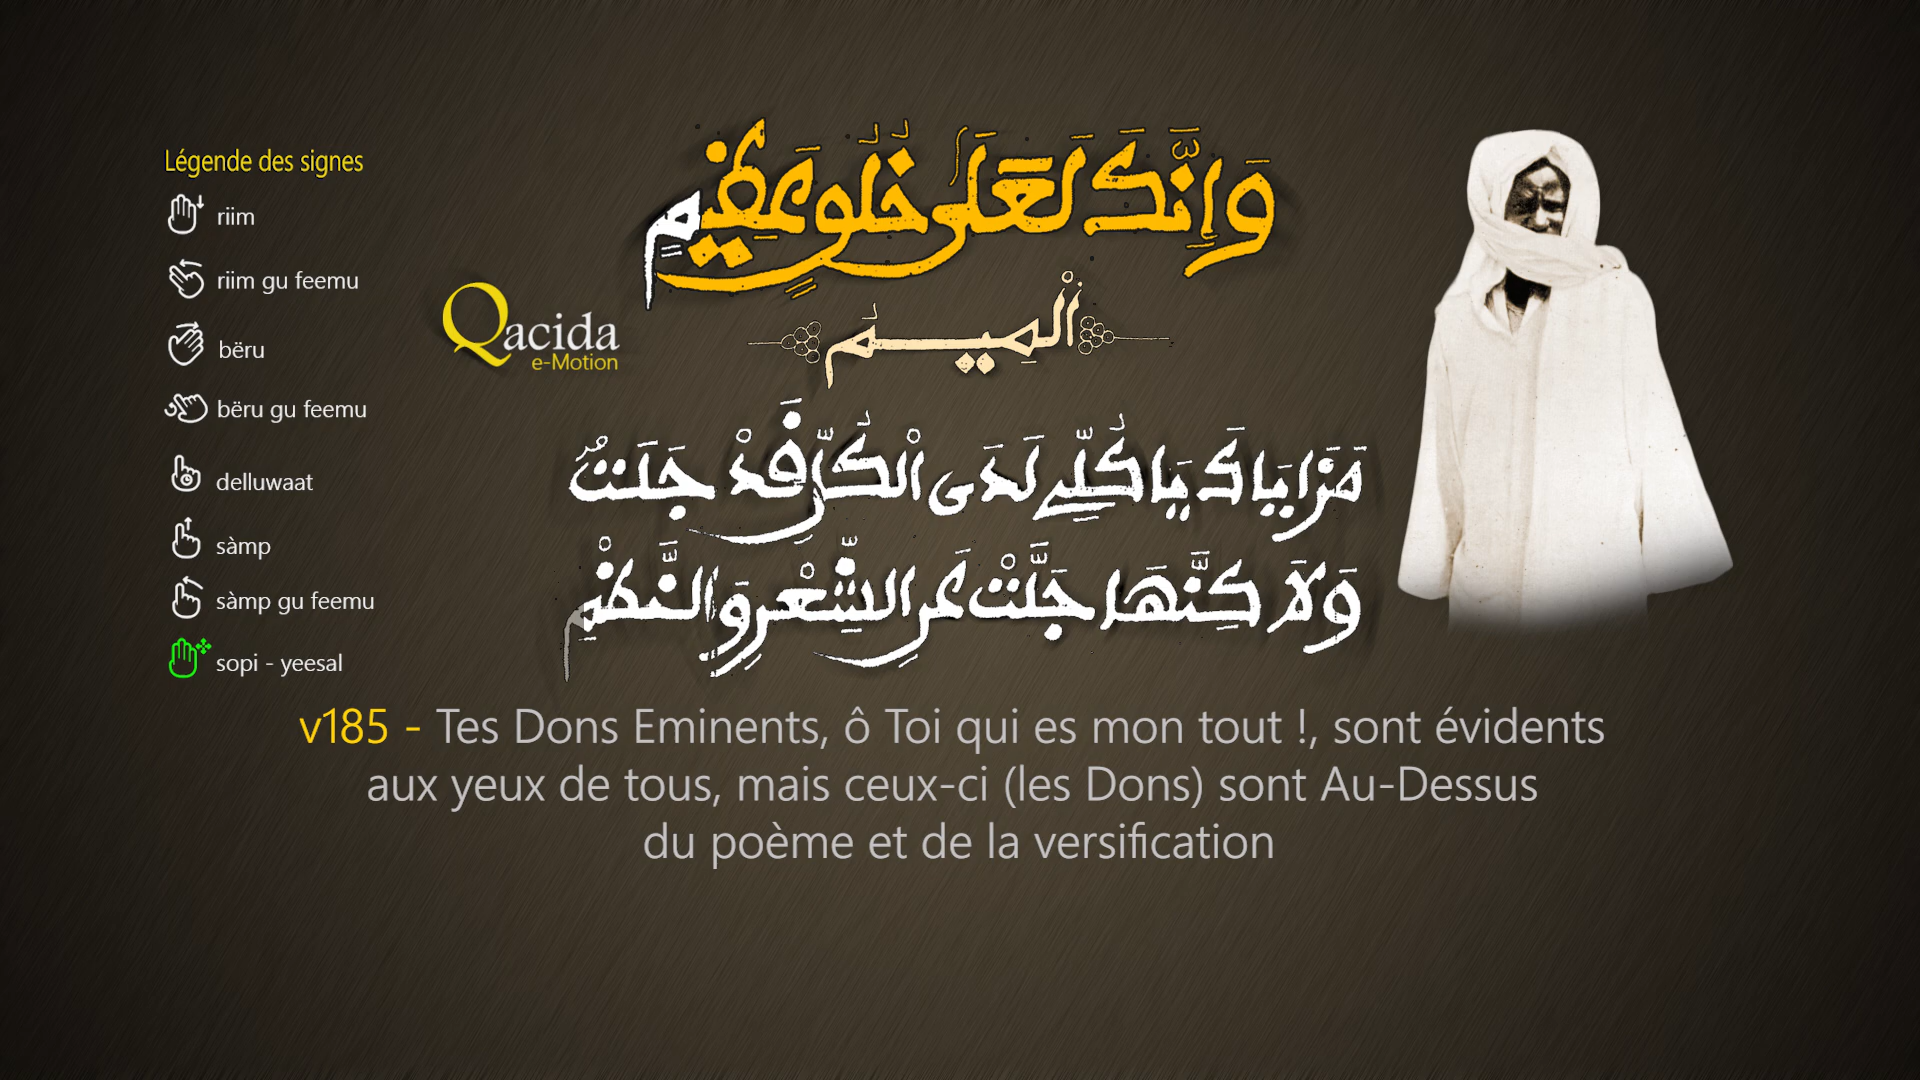 وَإِنَّكَ لَعَلَىٰ خُلُقٍ عَظِيمٍ
اَلْمِيمُ
Légende des signes
riim
riim gu feemu
bëru
bëru gu feemu
delluwaat
sàmp
sàmp gu feemu
sopi - yeesal
Qacida
e-Motion
مَزَايَاكَ يَا كُلِّي لَدَى الْكُلِّ قَدْ جَلَتْ
وَلَكِنَّهَا جَلَّتْ عَنِ الشِّعْرِ وَالنَّظْمِ
v185 - Tes Dons Eminents, ô Toi qui es mon tout !, sont évidents
aux yeux de tous, mais ceux-ci (les Dons) sont Au-Dessus
du poème et de la versification